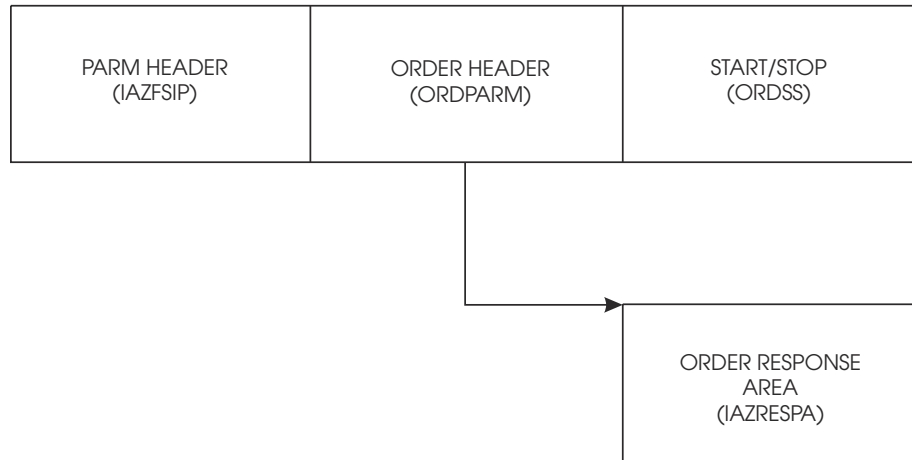 PARM HEADER
(IAZFSIP)
ORDER HEADER
(ORDPARM)
START/STOP
(ORDSS)
ORDER RESPONSE
AREA
(IAZRESPA)